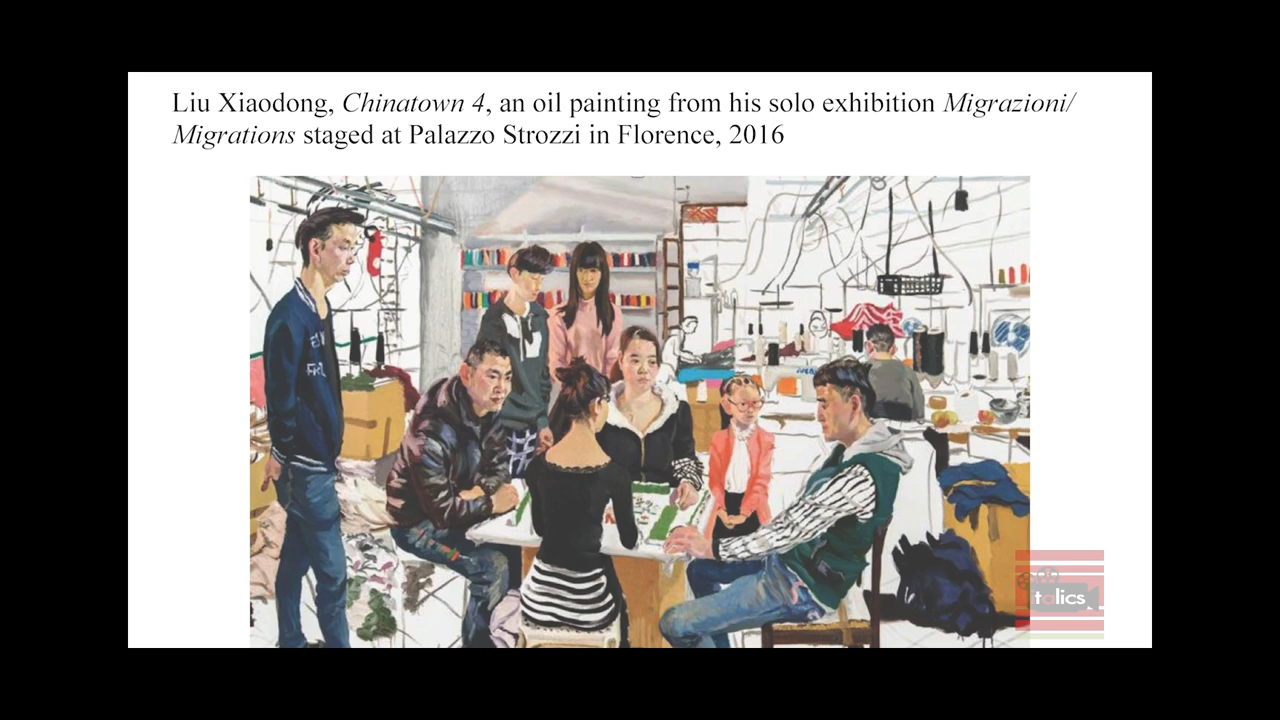 Liu Xiaodong, Chinatown 4, an oil painting from his solo exhibition Migrazioni/
Migrations staged at Palazzo Strozzi in Florence, 2016
italics